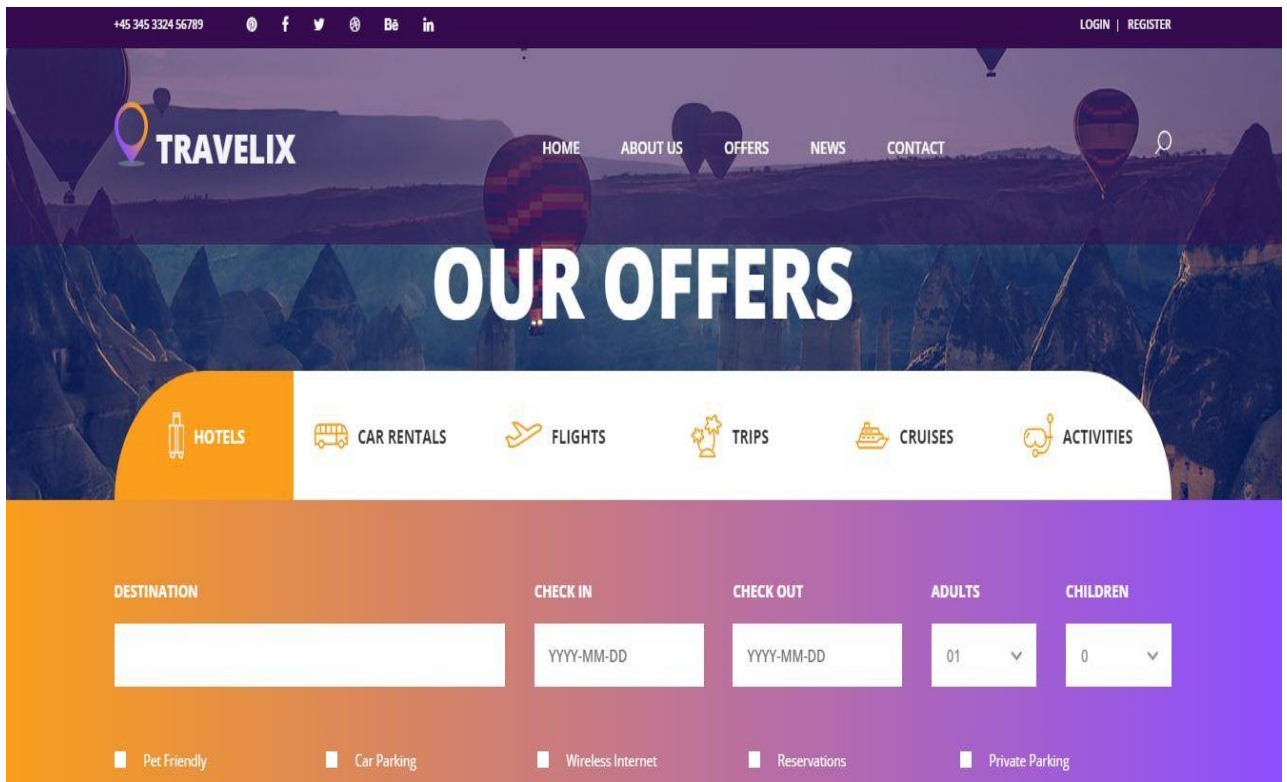 +45 345 3324 56789 f Bē in LOGIN | REGISTER
TRAVELIX HOME ABOUT US OFFERS NEWS CONTACT
OUR OFFERS
HOTELS CAR RENTALS FLIGHTS TRIPS CRUISES ACTIVITIES
DESTINATION CHECK IN CHECK OUT ADULTS CHILDREN
YYYY-MM-DD YYYY-MM-DD 01 0
Pet Friendly Car Parking Wireless Internet Reservations Private Parking